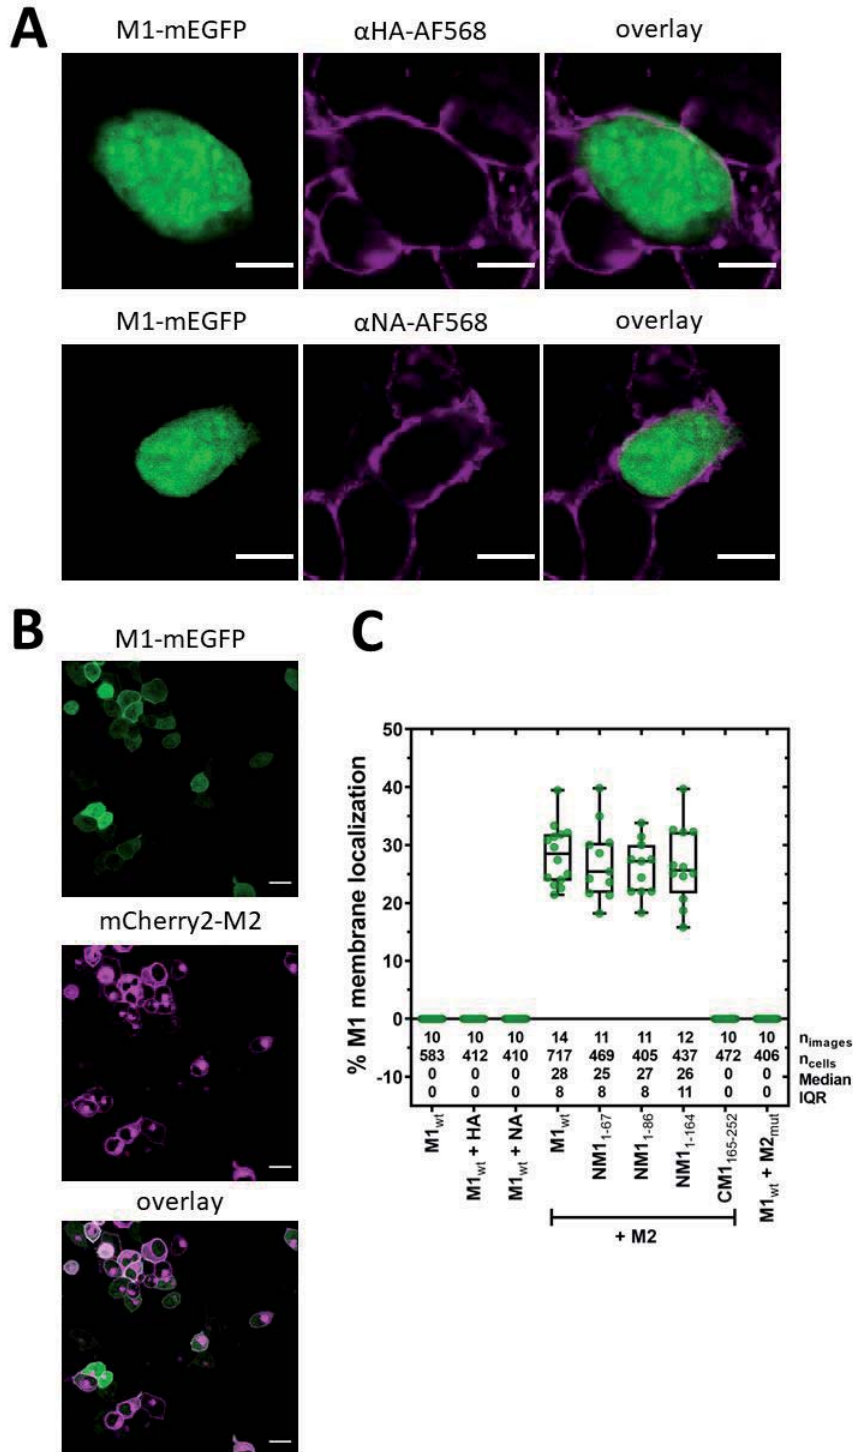 A
M1-mEGFP αHA-AF568 overlay
M1-mEGFP αNA-AF568 overlay
B
M1-mEGFP
mCherry2-M2
overlay
C
% M1 membrane localization
50
40
30
20
10
0
-10
10 10 10 14 11 11 12 10 10 n_images
583 412 410 717 469 405 437 472 406 n_cells
0 0 0 28 25 27 26 0 0 Median
0 0 0 8 8 8 11 0 0 IQR
M1wt
M1wt + HA
M1wt + NA
M1wt
NM11-67
NM11-86
NM11-164
CM1165-252
M1wt + M2mut
+ M2